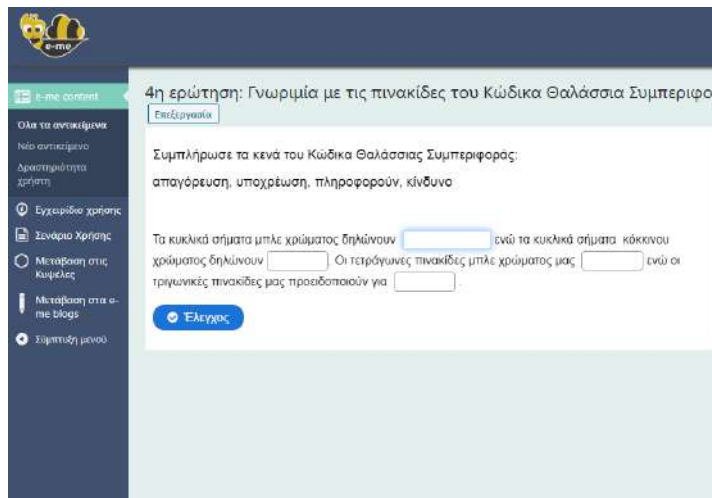 e-me
e-me content
Όλα τα αντικείμενα
Νέο αντικείμενο
Δραστηριότητα
χρήστη
Εγχειρίδιο χρήσης
Σενάριο Χρήσης
Μετάβαση στις
Κυψέλες
Μετάβαση στα e-
me blogs
Σύμπτυξη μενού
4η ερώτηση: Γνωριμία με τις πινακίδες του Κώδικα Θαλάσσια Συμπεριφο
Επεξεργασία
Συμπλήρωσε τα κενά του Κώδικα Θαλάσσιας Συμπεριφοράς:
απαγόρευση, υποχρέωση, πληροφορούν, κίνδυνο
Τα κυκλικά σήματα μπλε χρώματος δηλώνουν ενώ τα κυκλικά σήματα κόκκινου
χρώματος δηλώνουν . Οι τετράγωνες πινακίδες μπλε χρώματος μας ενώ οι
τριγωνικές πινακίδες μας προειδοποιούν για .
Έλεγχος